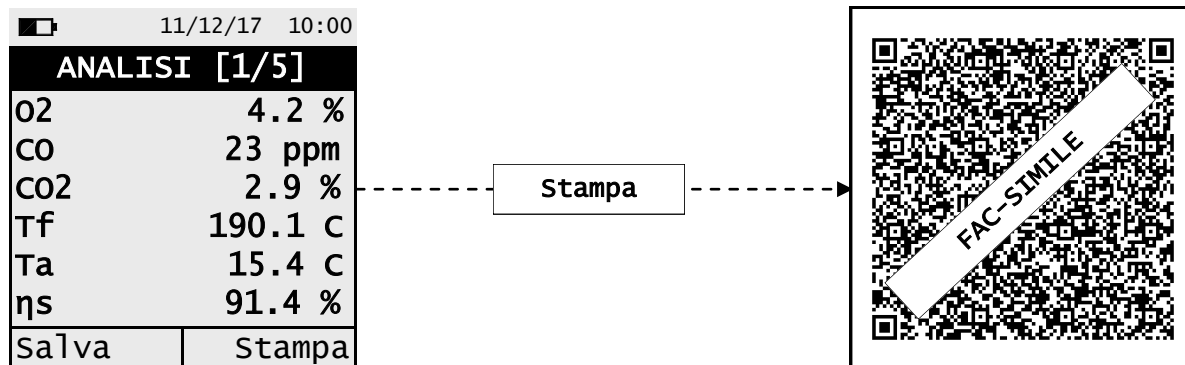 11/12/17 10:00
ANALISI [1/5]
O2 4.2 %
CO 23 ppm
CO2 2.9 %
Tf 190.1 C
Ta 15.4 C
ηs 91.4 %
Salva Stampa
Stampa
FAC-SIMILE